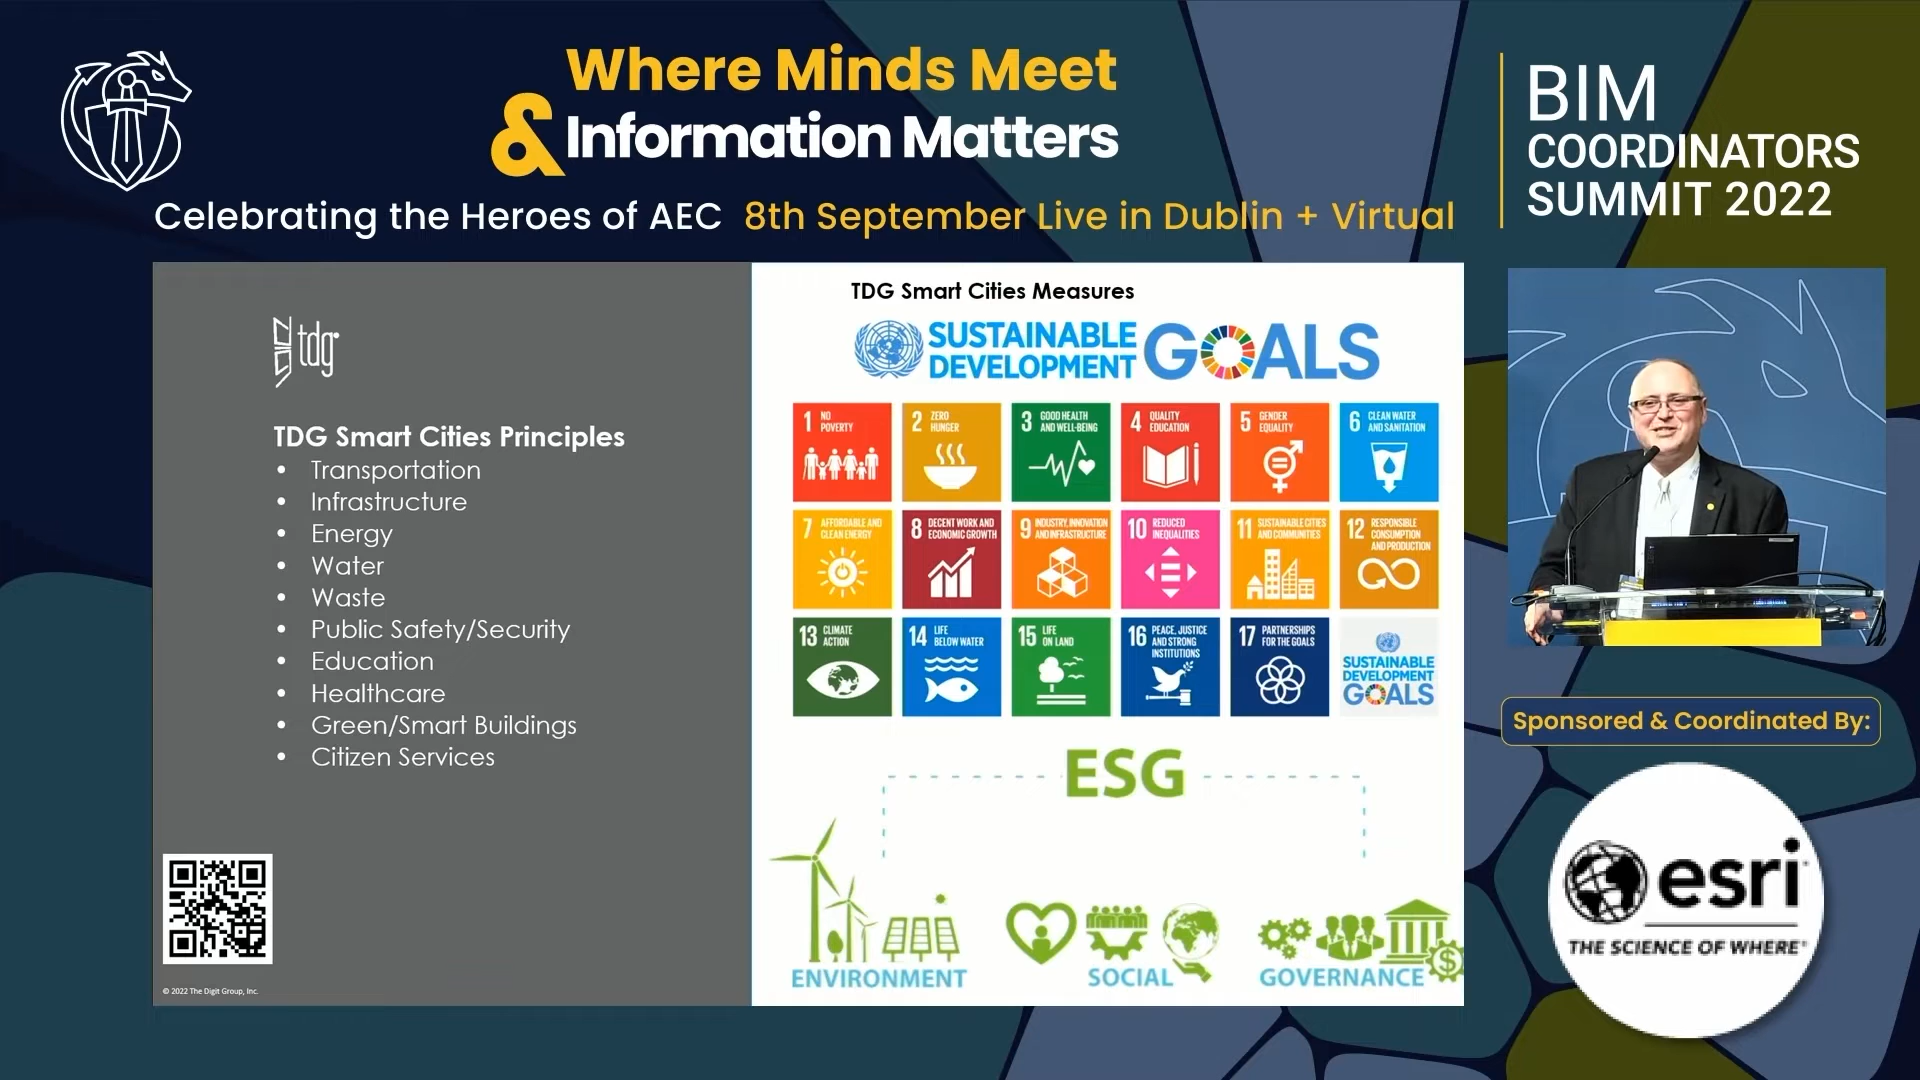 Where Minds Meet
& Information Matters
Celebrating the Heroes of AEC 8th September Live in Dublin + Virtual
BIM
COORDINATORS
SUMMIT 2022
tdg
TDG Smart Cities Principles
• Transportation
• Infrastructure
• Energy
• Water
• Waste
• Public Safety/Security
• Education
• Healthcare
• Green/Smart Buildings
• Citizen Services
© 2022 The Digit Group, Inc.
TDG Smart Cities Measures
SUSTAINABLE
DEVELOPMENT
GOALS
1 NO
POVERTY
2 ZERO
HUNGER
3 GOOD HEALTH
AND WELL-BEING
4 QUALITY
EDUCATION
5 GENDER
EQUALITY
6 CLEAN WATER
AND SANITATION
7 AFFORDABLE AND
CLEAN ENERGY
8 DECENT WORK AND
ECONOMIC GROWTH
9 INDUSTRY, INNOVATION
AND INFRASTRUCTURE
10 REDUCED
INEQUALITIES
11 SUSTAINABLE CITIES
AND COMMUNITIES
12 RESPONSIBLE
CONSUMPTION
AND PRODUCTION
13 CLIMATE
ACTION
14 LIFE
BELOW WATER
15 LIFE
ON LAND
16 PEACE, JUSTICE
AND STRONG
INSTITUTIONS
17 PARTNERSHIPS
FOR THE GOALS
SUSTAINABLE
DEVELOPMENT
GOALS
ESG
ENVIRONMENT
SOCIAL
$
GOVERNANCE
Sponsored & Coordinated By:
esri
THE SCIENCE OF WHERE®